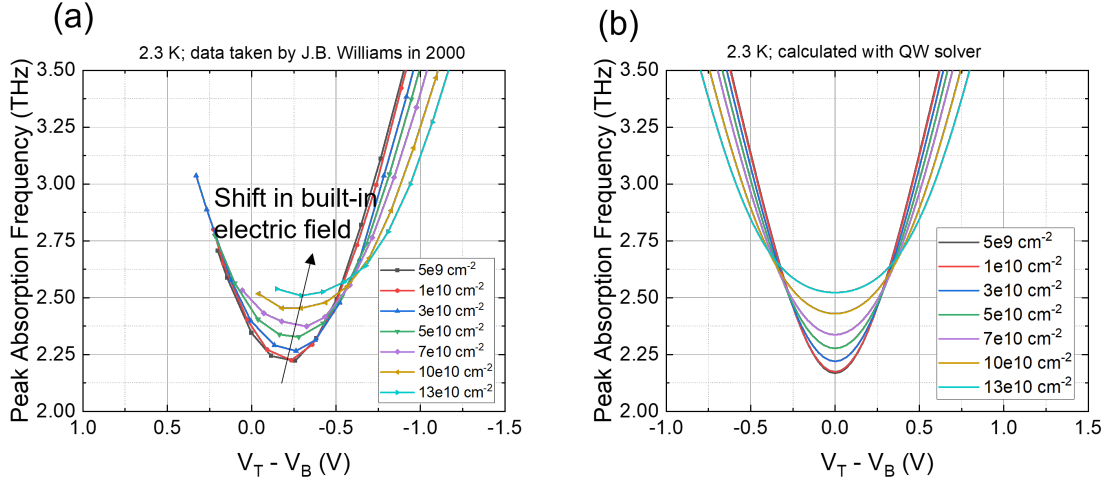 (a)
2.3 K; data taken by J.B. Williams in 2000
Peak Absorption Frequency (THz)
3.50
3.25
3.00
2.75
2.50
2.25
2.00
Shift in built-in
electric field
5e9 cm⁻²
1e10 cm⁻²
3e10 cm⁻²
5e10 cm⁻²
7e10 cm⁻²
10e10 cm⁻²
13e10 cm⁻²
1.0 0.5 0.0 -0.5 -1.0 -1.5
V_T - V_B (V)
(b)
2.3 K; calculated with QW solver
Peak Absorption Frequency (THz)
3.50
3.25
3.00
2.75
2.50
2.25
2.00
5e9 cm⁻²
1e10 cm⁻²
3e10 cm⁻²
5e10 cm⁻²
7e10 cm⁻²
10e10 cm⁻²
13e10 cm⁻²
-1.0 -0.5 0.0 0.5 1.0 1.5
V_T - V_B (V)